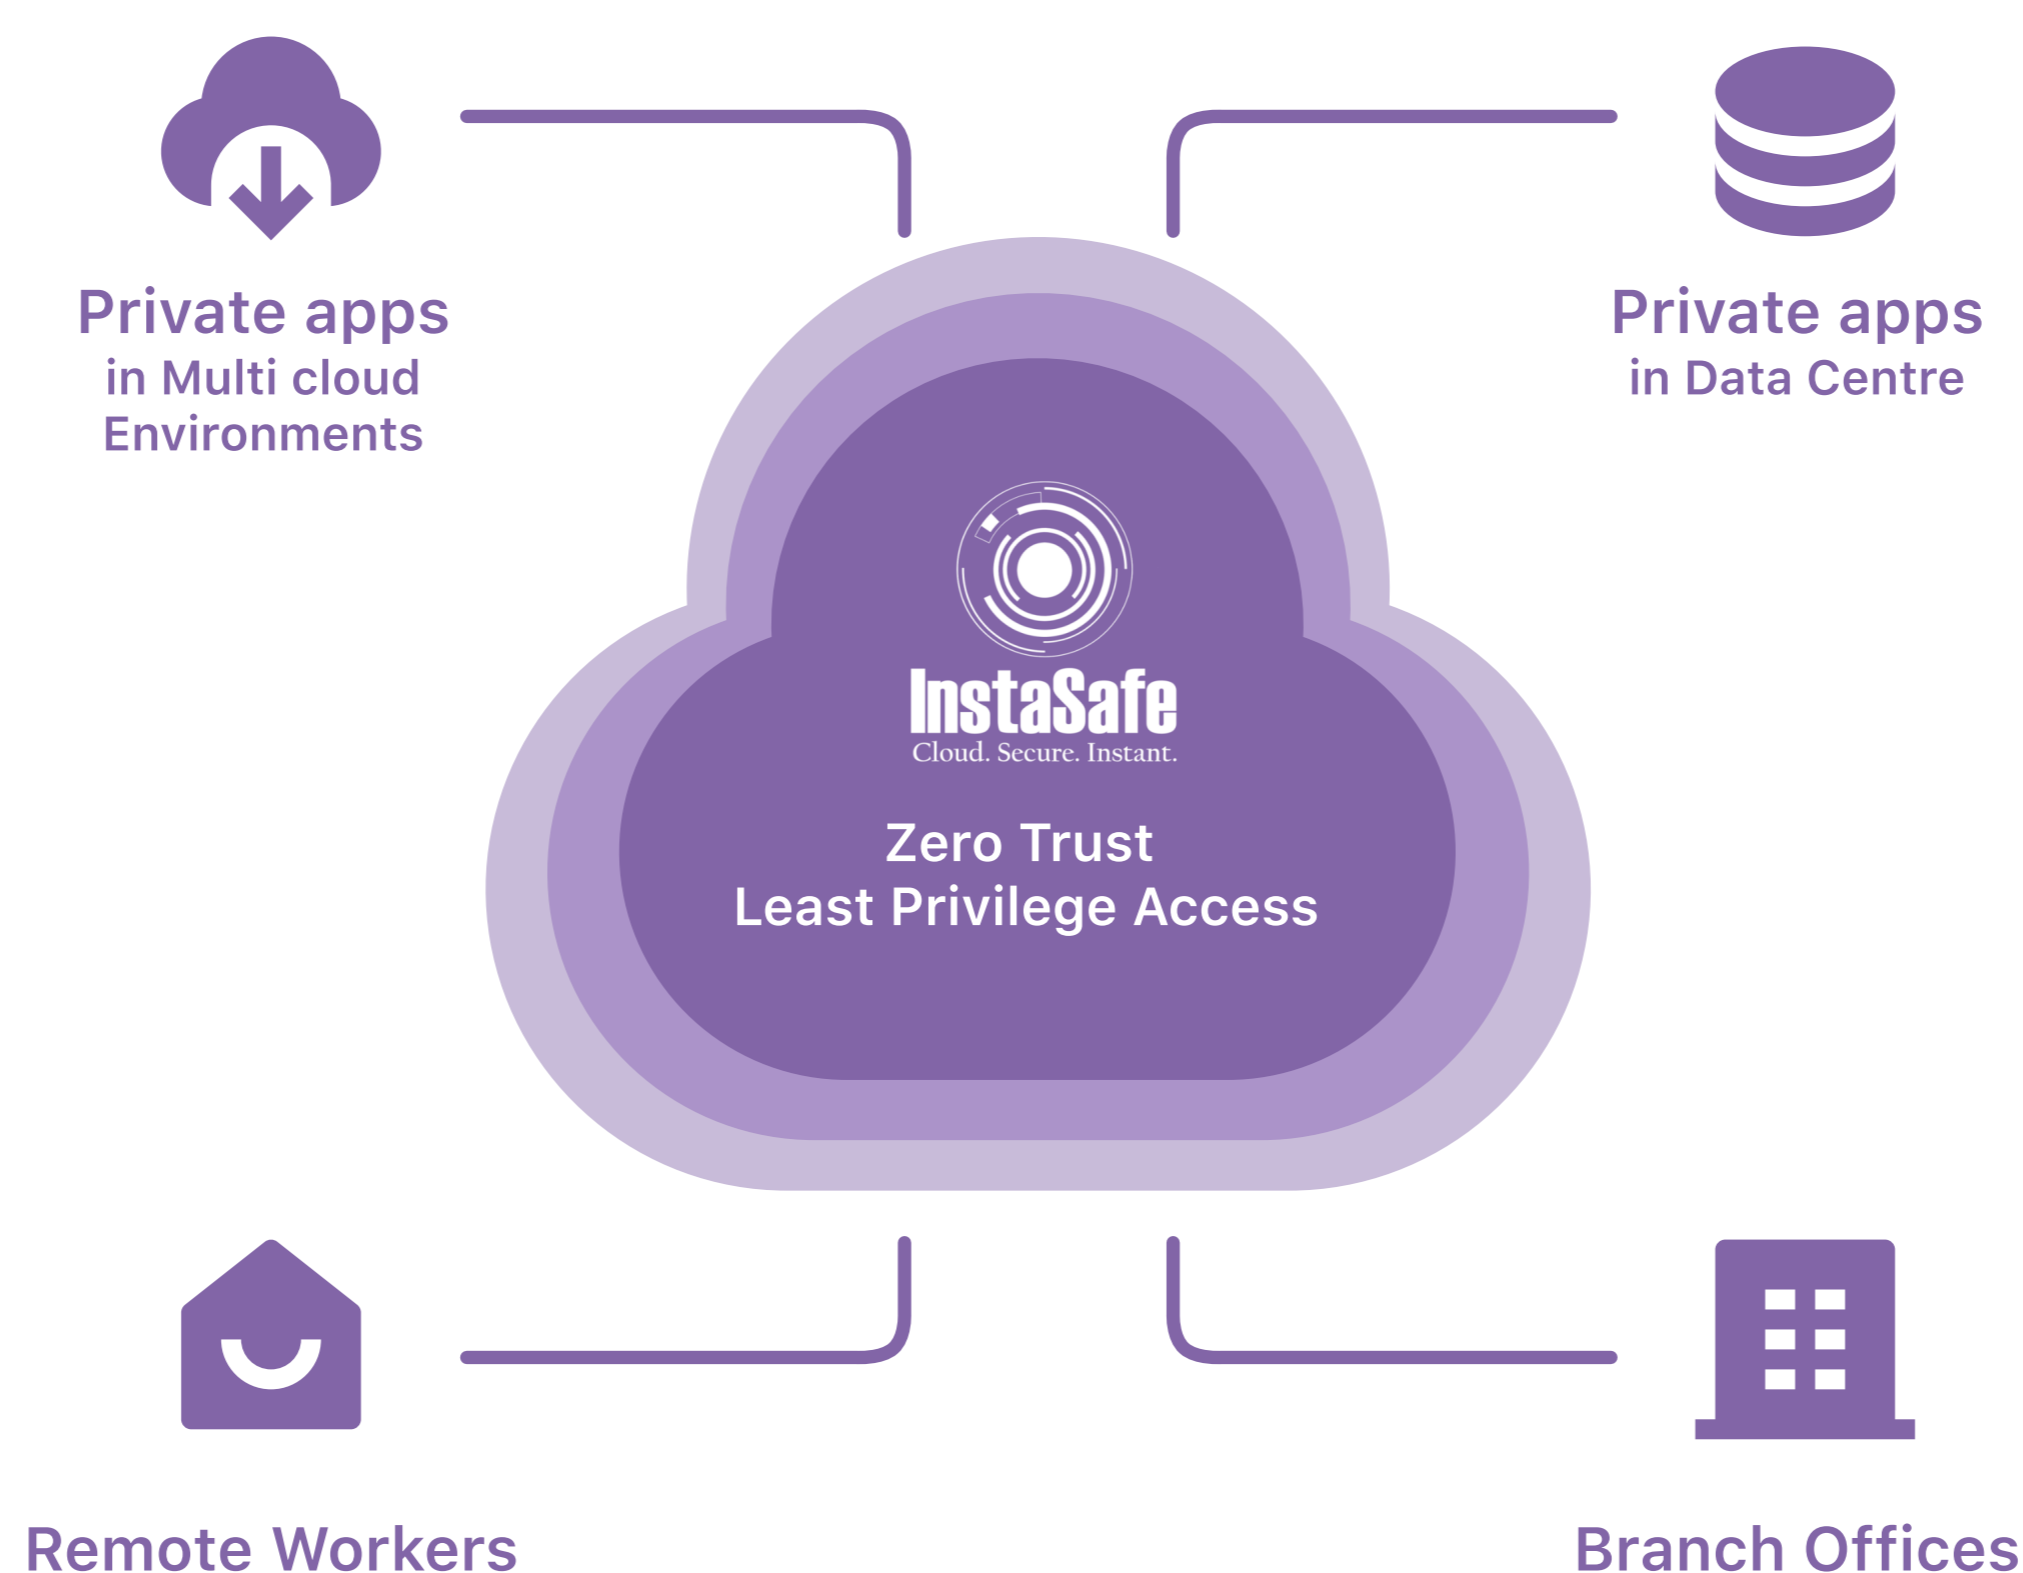 Private apps
in Multi cloud
Environments
Private apps
in Data Centre
InstaSafe
Cloud. Secure. Instant.
Zero Trust
Least Privilege Access
Remote Workers
Branch Offices